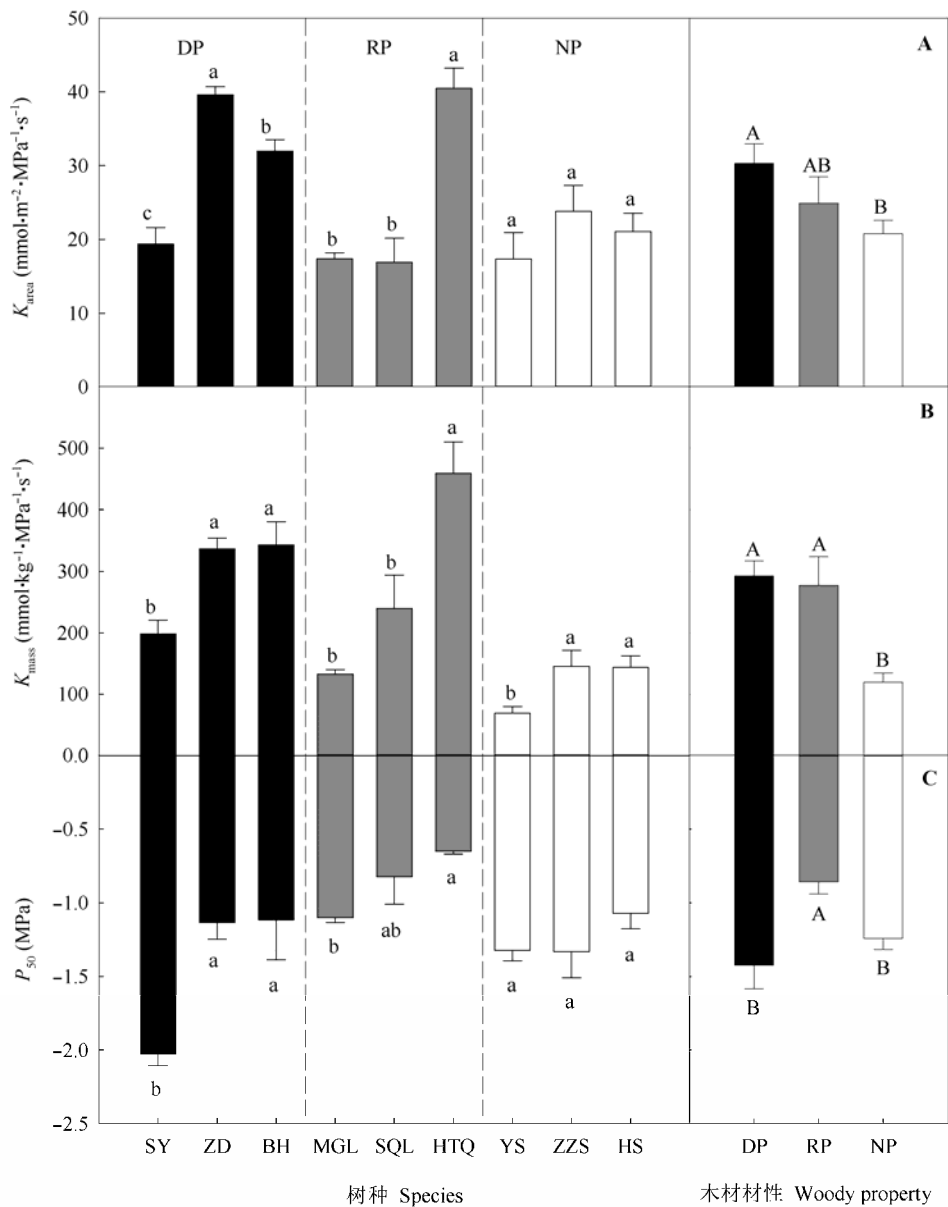 50
40
30
20
10
0
K_area (mmol·m⁻²·MPa⁻¹·s⁻¹)
DP
RP
NP
A
c
a
b
b
b
a
a
a
a
A
AB
B
500
400
300
200
100
0.0
K_mass (mmol·kg⁻¹·MPa⁻¹·s⁻¹)
B
b
a
a
b
b
a
b
a
a
A
A
B
−0.5
−1.0
−1.5
−2.0
−2.5
P₅₀ (MPa)
C
b
a
a
b
ab
a
a
a
a
B
A
B
SY ZD BH MGL SQL HTQ YS ZZS HS DP RP NP
树种 Species
木材材性 Woody property